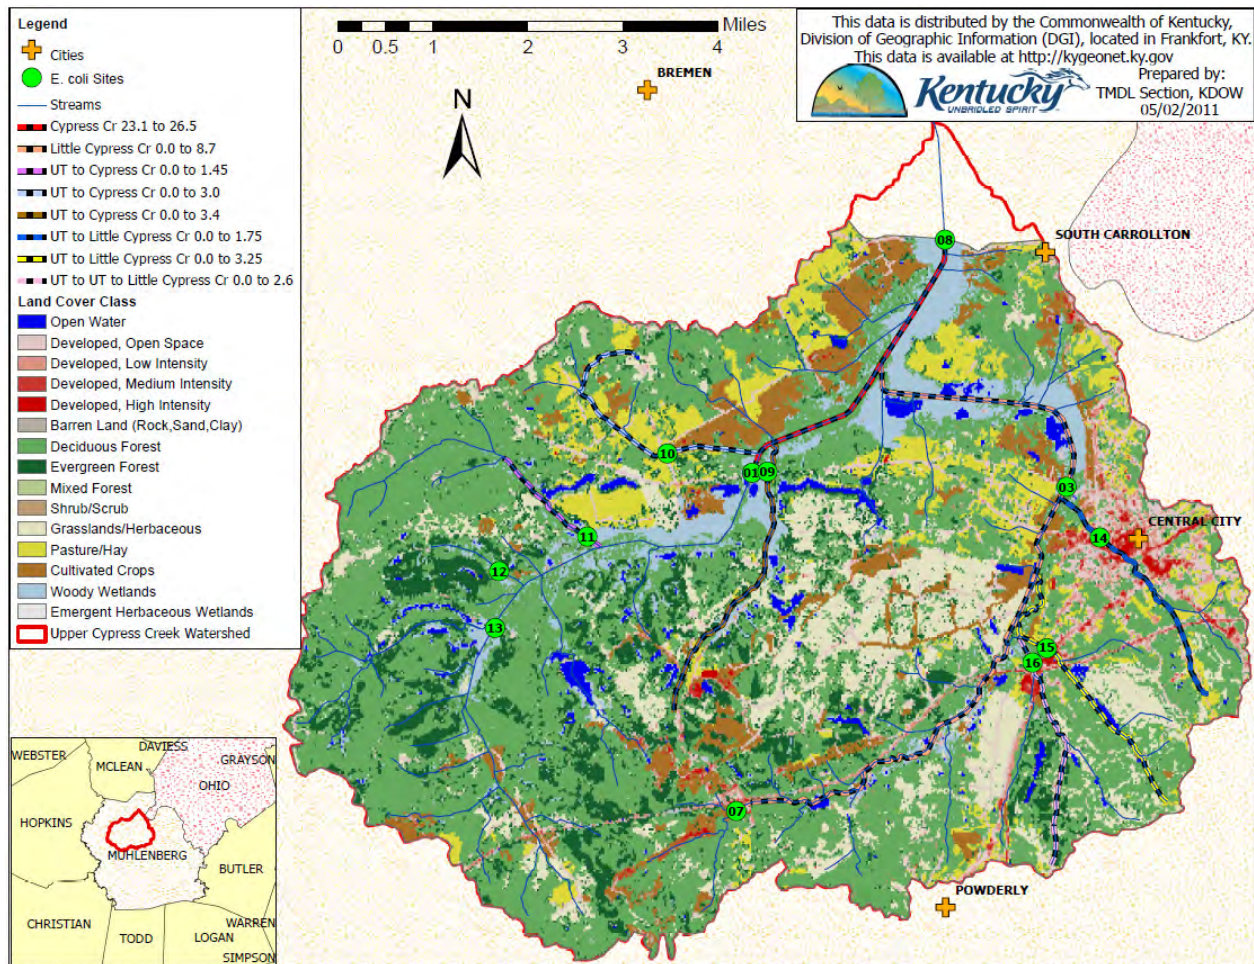 Legend
Cities
E. coli Sites
Streams
Cypress Cr 23.1 to 26.5
Little Cypress Cr 0.0 to 8.7
UT to Cypress Cr 0.0 to 1.45
UT to Cypress Cr 0.0 to 3.0
UT to Cypress Cr 0.0 to 3.4
UT to Little Cypress Cr 0.0 to 1.75
UT to Little Cypress Cr 0.0 to 3.25
UT to UT to Little Cypress Cr 0.0 to 2.6
Land Cover Class
Open Water
Developed, Open Space
Developed, Low Intensity
Developed, Medium Intensity
Developed, High Intensity
Barren Land (Rock,Sand,Clay)
Deciduous Forest
Evergreen Forest
Mixed Forest
Shrub/Scrub
Grasslands/Herbaceous
Pasture/Hay
Cultivated Crops
Woody Wetlands
Emergent Herbaceous Wetlands
Upper Cypress Creek Watershed
Miles
0 0.5 1 2 3 4
This data is distributed by the Commonwealth of Kentucky,
Division of Geographic Information (DGI), located in Frankfort, KY.
This data is available at http://kygeonet.ky.gov
Kentucky
UNBRIDLED SPIRIT
Prepared by:
TMDL Section, KDOW
05/02/2011
BREMEN
N
08
SOUTH CARROLLTON
10
01
09
03
11
14
CENTRAL CITY
12
13
15
16
07
POWDERLY
WEBSTER
DAVIESS
MCLEAN
GRAYSON
OHIO
HOPKINS
MUHLENBERG
BUTLER
CHRISTIAN
WARREN
TODD
LOGAN
SIMPSON